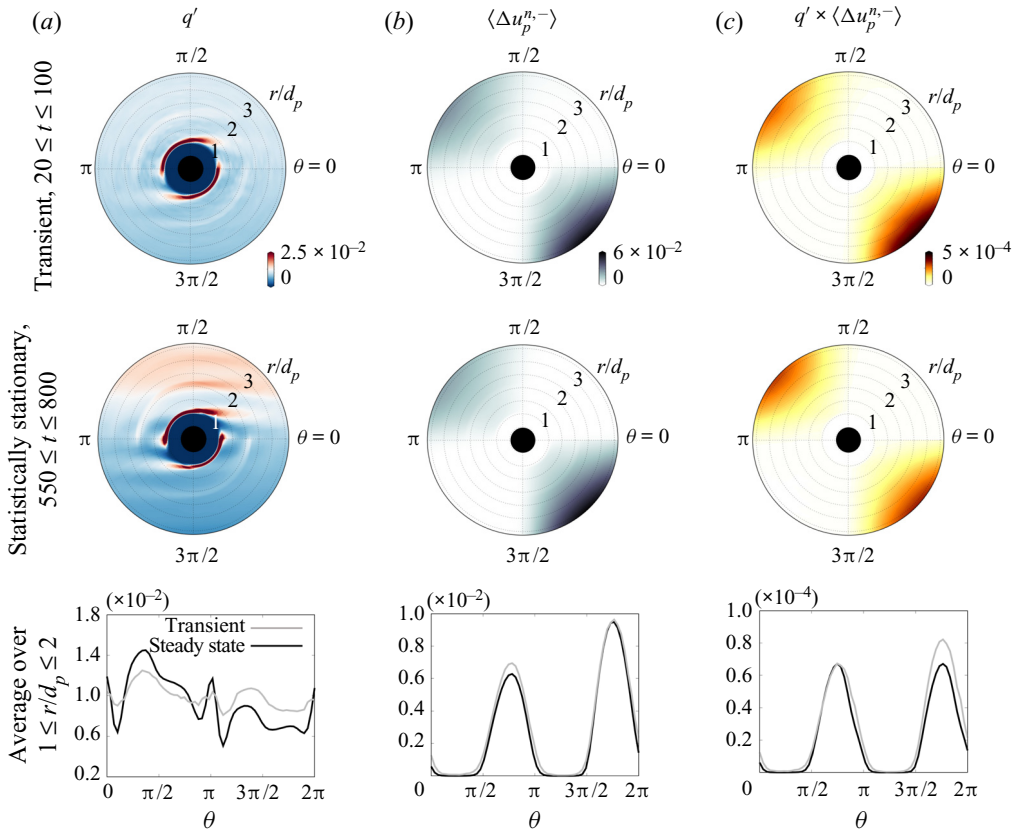 (a) q′ (b) ⟨Δu_p^{n,−}⟩ (c) q′ × ⟨Δu_p^{n,−}⟩
Transient, 20 ≤ t ≤ 100
π/2 π/2 π/2
r/d_p r/d_p r/d_p
3 3 3
2 2 2
1 1 1
π θ = 0 π θ = 0 π θ = 0
2.5 × 10⁻² 6 × 10⁻² 5 × 10⁻⁴
0 0 0
3π/2 3π/2 3π/2
Statistically stationary,
550 ≤ t ≤ 800
π/2 π/2 π/2
r/d_p r/d_p r/d_p
3 3 3
2 2 2
1 1 1
π θ = 0 π θ = 0 π θ = 0
3π/2 3π/2 3π/2
Average over
1 ≤ r/d_p ≤ 2
(×10⁻²) (×10⁻²) (×10⁻⁴)
1.8 1.0 1.0
Transient
Steady state
1.4 0.8 0.8
1.0 0.6 0.6
0.6 0.4 0.4
0.2 0.2 0.2
0 π/2 π 3π/2 2π 0 π/2 π 3π/2 2π 0 π/2 π 3π/2 2π
θ θ θ